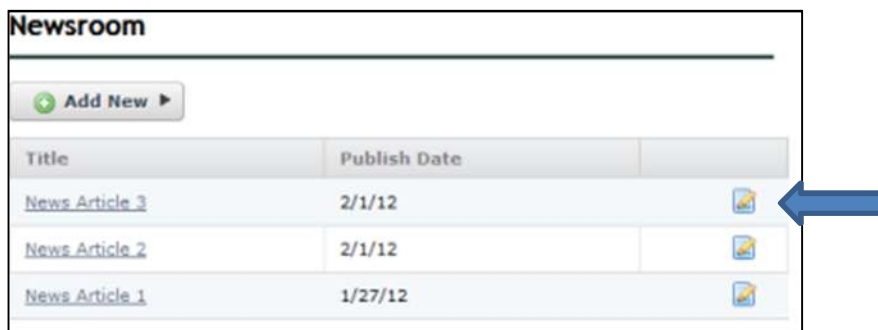 Newsroom
Add New
Title Publish Date
News Article 3 2/1/12
News Article 2 2/1/12
News Article 1 1/27/12